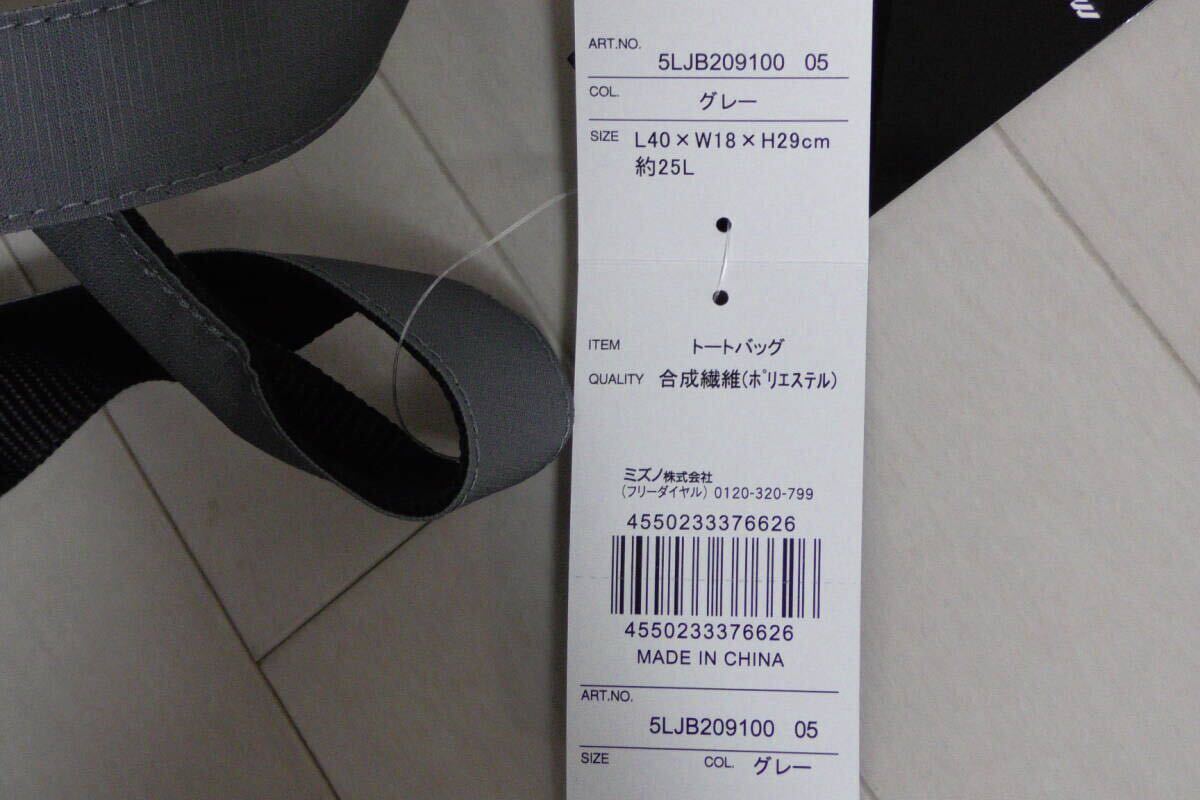 ART.NO.
5LJB209100 05
COL.
グレー
SIZE L40×W18×H29cm
約25L
ITEM トートバッグ
QUALITY 合成繊維(ポリエステル)
ミズノ株式会社
(フリーダイヤル) 0120-320-799
4550233376626
4550233376626
MADE IN CHINA
ART.NO.
5LJB209100 05
SIZE COL. グレー